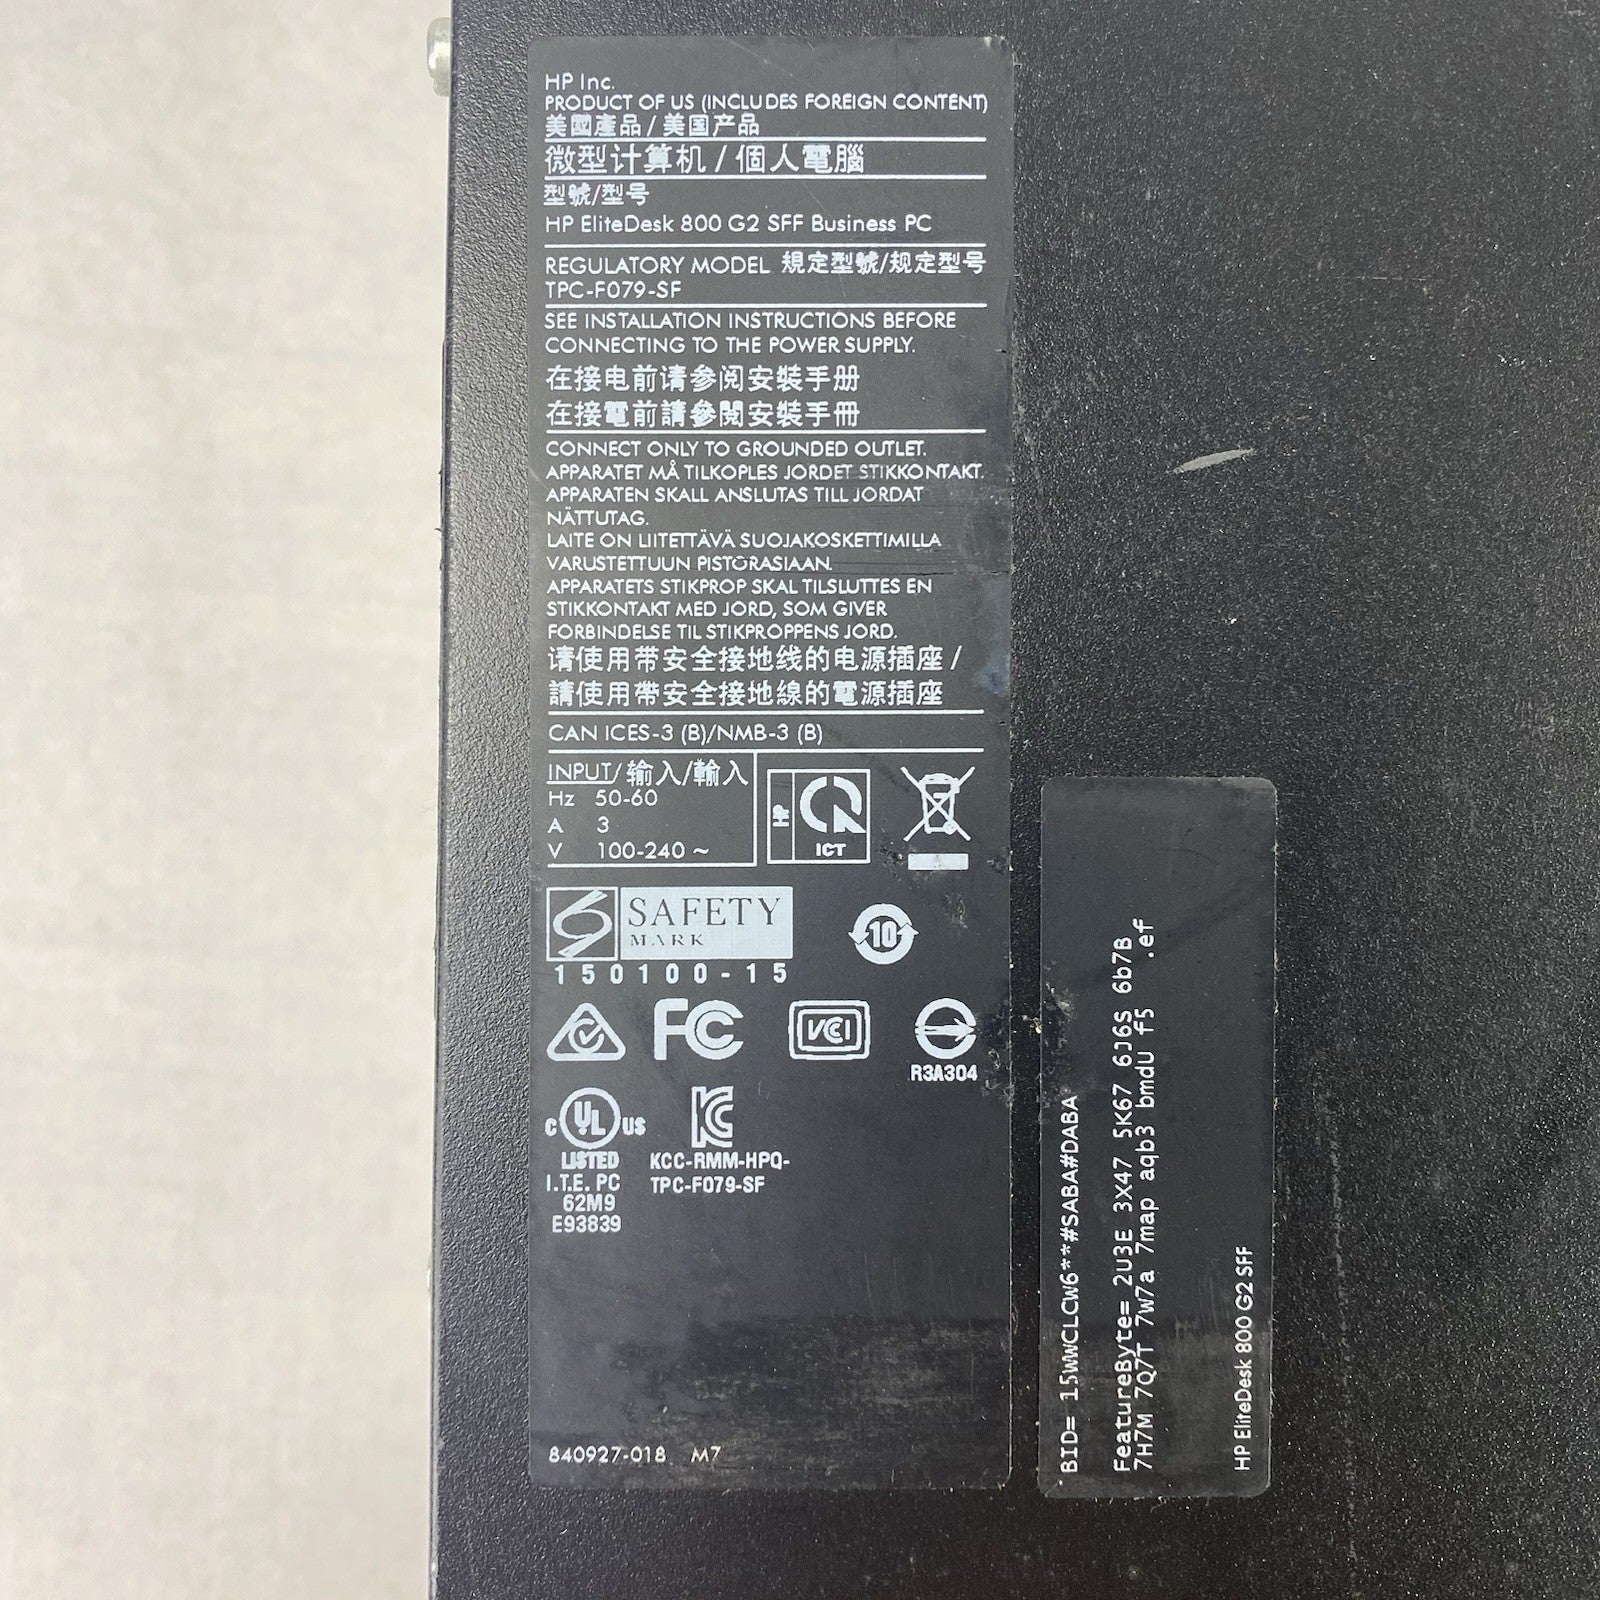 HP Inc.
PRODUCT OF US (INCLUDES FOREIGN CONTENT)
美國產品 / 美国产品
微型计算机 / 個人電腦
型號/型号
HP EliteDesk 800 G2 SFF Business PC
REGULATORY MODEL 規定型號/规定型号
TPC-F079-SF
SEE INSTALLATION INSTRUCTIONS BEFORE
CONNECTING TO THE POWER SUPPLY.
在接电前请参阅安装手册
在接電前請參閱安裝手冊
CONNECT ONLY TO GROUNDED OUTLET.
APPARATET MÅ TILKOPLES JORDET STIKKONTAKT.
APPARATEN SKALL ANSLUTAS TILL JORDAT
NÄTTUTAG.
LAITE ON LIITETTÄVÄ SUOJAKOSKETTIMILLA
VARUSTETTUUN PISTORASIAAN.
APPARATETS STIKPROP SKAL TILSLUTTES EN
STIKKONTAKT MED JORD, SOM GIVER
FORBINDELSE TIL STIKPROPPENS JORD.
请使用带安全接地线的电源插座 /
請使用帶安全接地線的電源插座
CAN ICES-3 (B)/NMB-3 (B)
INPUT/输入/輸入
Hz 50-60
A 3
V 100-240 ~
HP
ICT
SAFETY
MARK
150100-15
10
FC
VCI
R3A304
C UL US
LISTED
I.T.E. PC
62M9
E93839
KC
KCC-RMM-HPQ-
TPC-F079-SF
840927-018 M7
BID= 15WWCLCW6**#SABA#DABA
FeatureByte= 2U3E 3X47 5K67 6J6S 6b7B
7H7M 7Q7T 7W7a 7map aqb3 bmdU f5 .ef
HP EliteDesk 800 G2 SFF